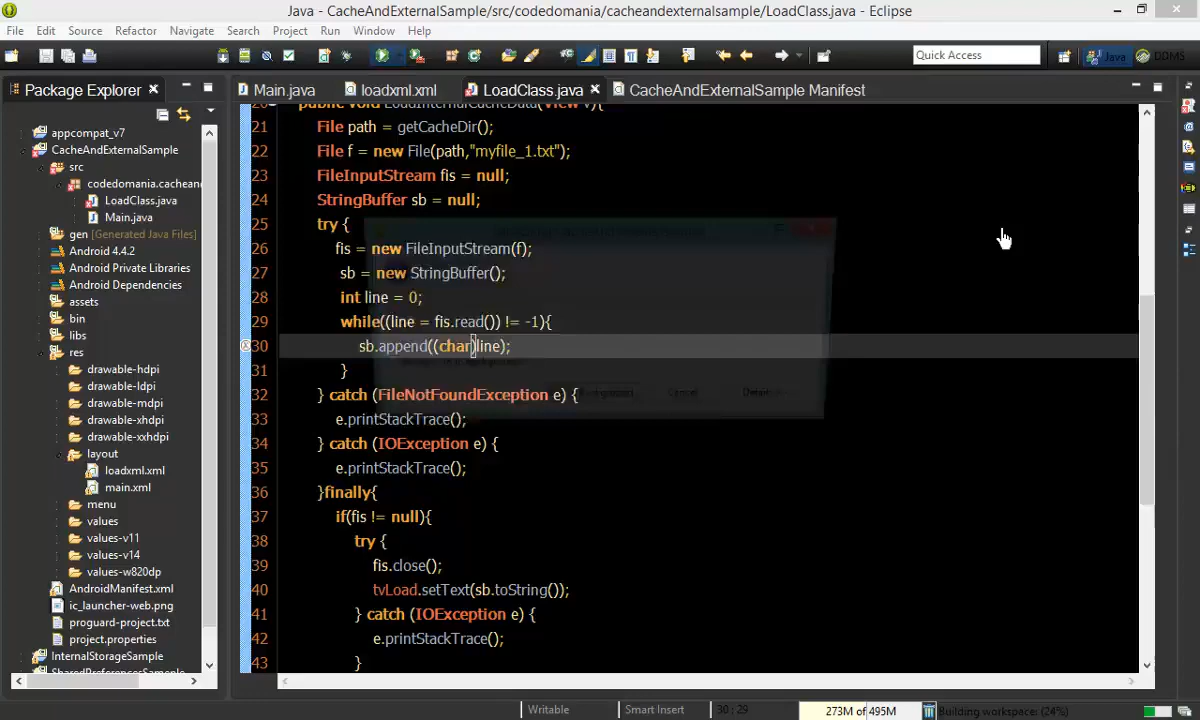 Java - CacheAndExternalSample/src/codedomania/cacheandexternalsample/LoadClass.java - Eclipse
File Edit Source Refactor Navigate Search Project Run Window Help
Quick Access
Java
DDMS
Package Explorer
Main.java
loadxml.xml
LoadClass.java
CacheAndExternalSample Manifest
appcompat_v7
CacheAndExternalSample
src
codedomania.cachean
LoadClass.java
Main.java
gen [Generated Java Files]
Android 4.4.2
Android Private Libraries
Android Dependencies
assets
bin
libs
res
drawable-hdpi
drawable-ldpi
drawable-mdpi
drawable-xhdpi
drawable-xxhdpi
layout
loadxml.xml
main.xml
menu
values
values-v11
values-v14
values-w820dp
AndroidManifest.xml
ic_launcher-web.png
proguard-project.txt
project.properties
InternalStorageSample
SharedPreferencesSample
20 public void LoadInternalCacheData(View v){
21 File path = getCacheDir();
22 File f = new File(path,"myfile_1.txt");
23 FileInputStream fis = null;
24 StringBuffer sb = null;
25 try {
26 fis = new FileInputStream(f);
27 sb = new StringBuffer();
28 int line = 0;
29 while((line = fis.read()) != -1){
30 sb.append((char)line);
31 }
32 } catch (FileNotFoundException e) {
33 e.printStackTrace();
34 } catch (IOException e) {
35 e.printStackTrace();
36 }finally{
37 if(fis != null){
38 try {
39 fis.close();
40 tvLoad.setText(sb.toString());
41 } catch (IOException e) {
42 e.printStackTrace();
43 }
Cancel
Writable
Smart Insert
30 : 29
273M of 495M
Building workspace: (24%)